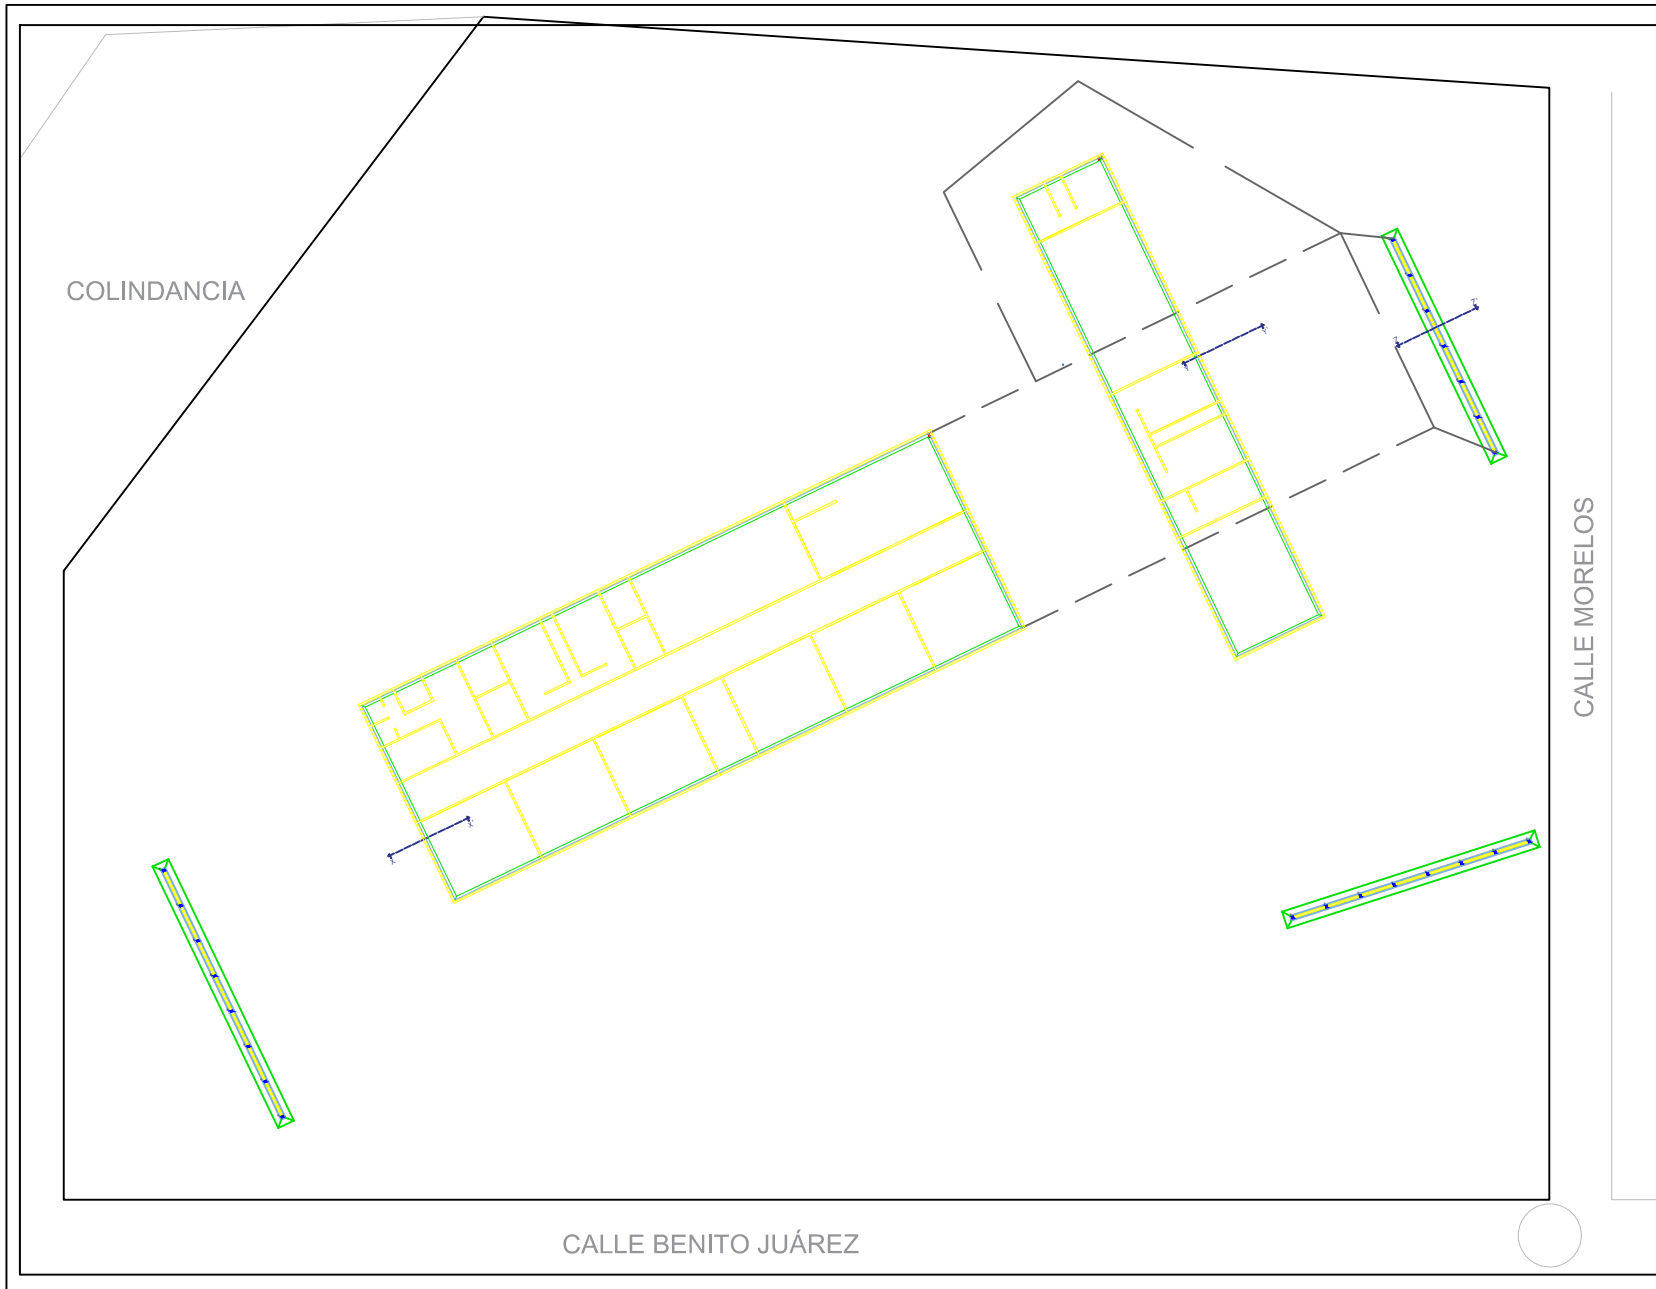 COLINDANCIA
Z
Z'
Y
Y'
CALLE MORELOS
X
X'
CALLE BENITO JUÁREZ